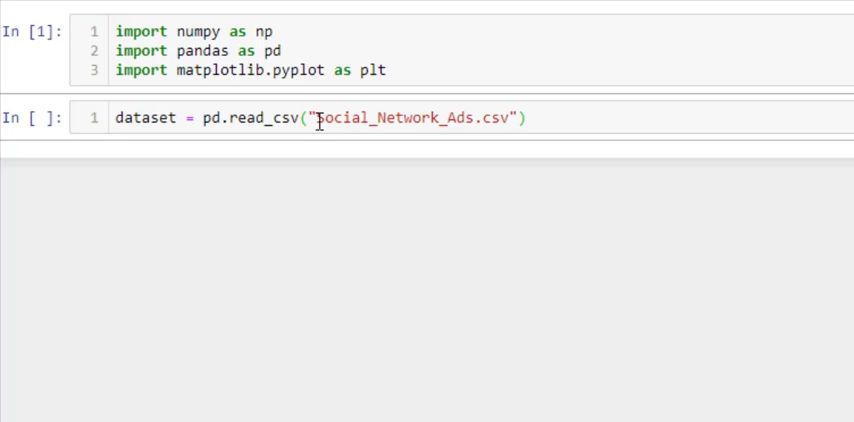 In [1]:
1 import numpy as np
2 import pandas as pd
3 import matplotlib.pyplot as plt
In [ ]:
1 dataset = pd.read_csv("Social_Network_Ads.csv")